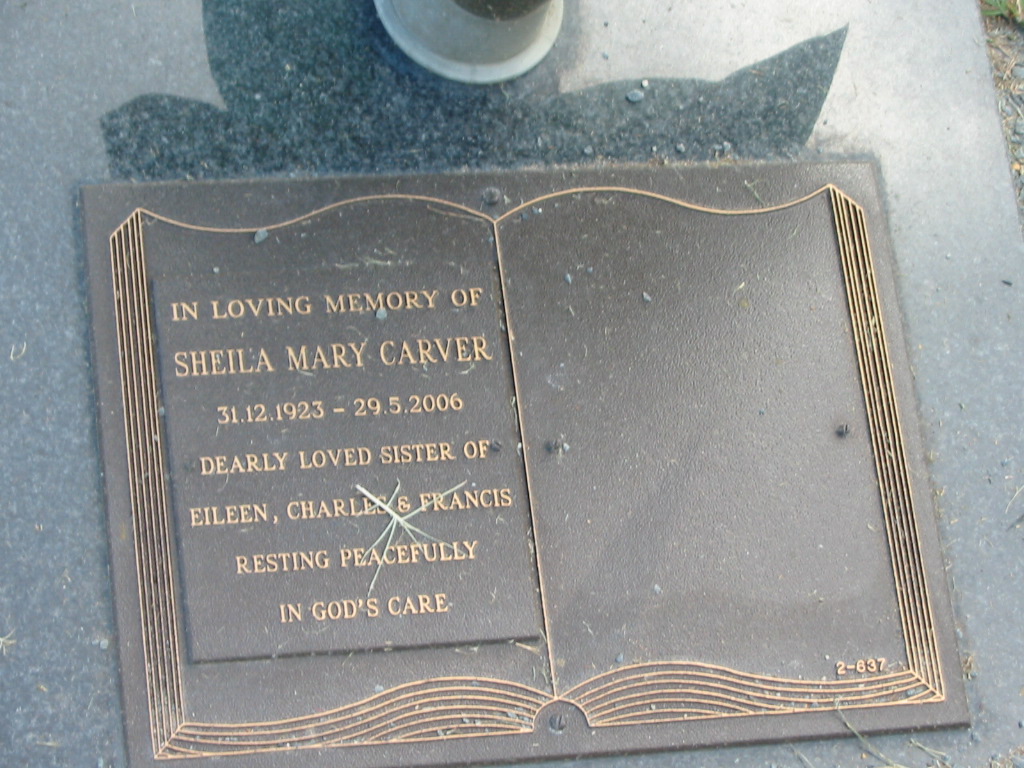 IN LOVING MEMORY OF
SHEILA MARY CARVER
31.12.1923 - 29.5.2006
DEARLY LOVED SISTER OF
EILEEN, CHARLES & FRANCIS
RESTING PEACEFULLY
IN GOD'S CARE
2-637